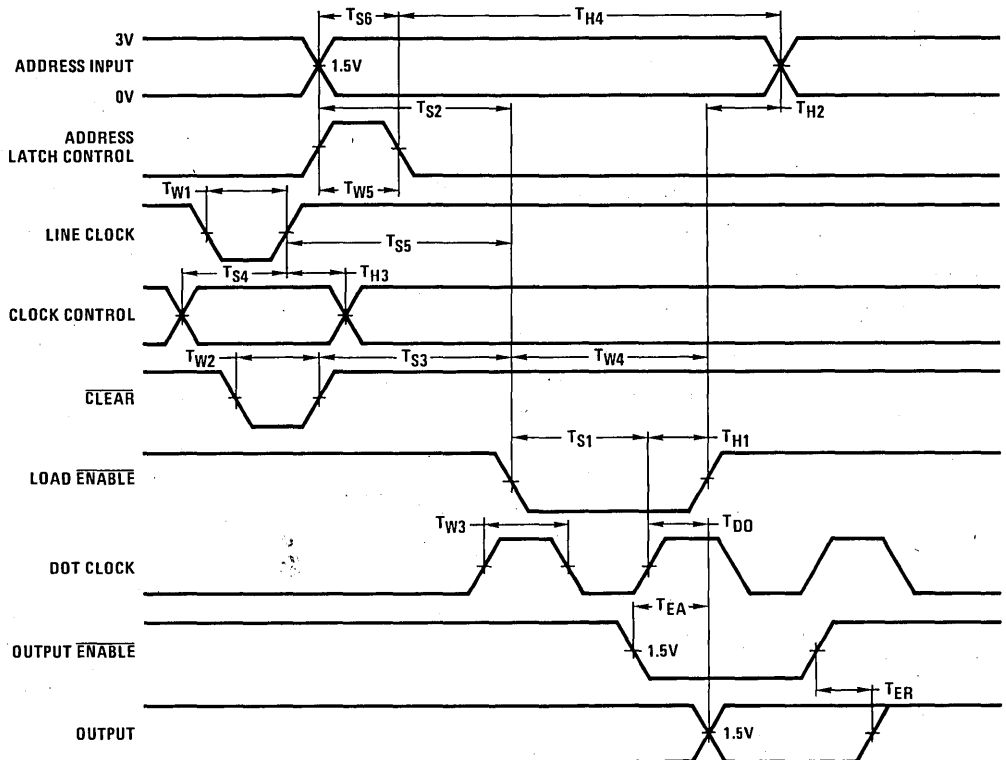 TS6 TH4
3V
ADDRESS INPUT 1.5V
0V
TS2 TH2
ADDRESS
LATCH CONTROL
TW1 TW5
LINE CLOCK
TS5
TS4 TH3
CLOCK CONTROL
TW2 TS3 TW4
CLEAR
TS1 TH1
LOAD ENABLE
TW3 TDO
DOT CLOCK
TEA
OUTPUT ENABLE 1.5V
TER
OUTPUT 1.5V